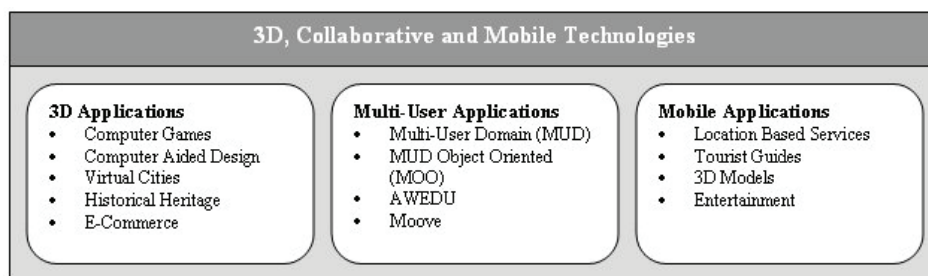 3D, Collaborative and Mobile Technologies
3D Applications
• Computer Games
• Computer Aided Design
• Virtual Cities
• Historical Heritage
• E-Commerce
Multi-User Applications
• Multi-User Domain (MUD)
• MUD Object Oriented
(MOO)
• AWEDU
• Moove
Mobile Applications
• Location Based Services
• Tourist Guides
• 3D Models
• Entertainment